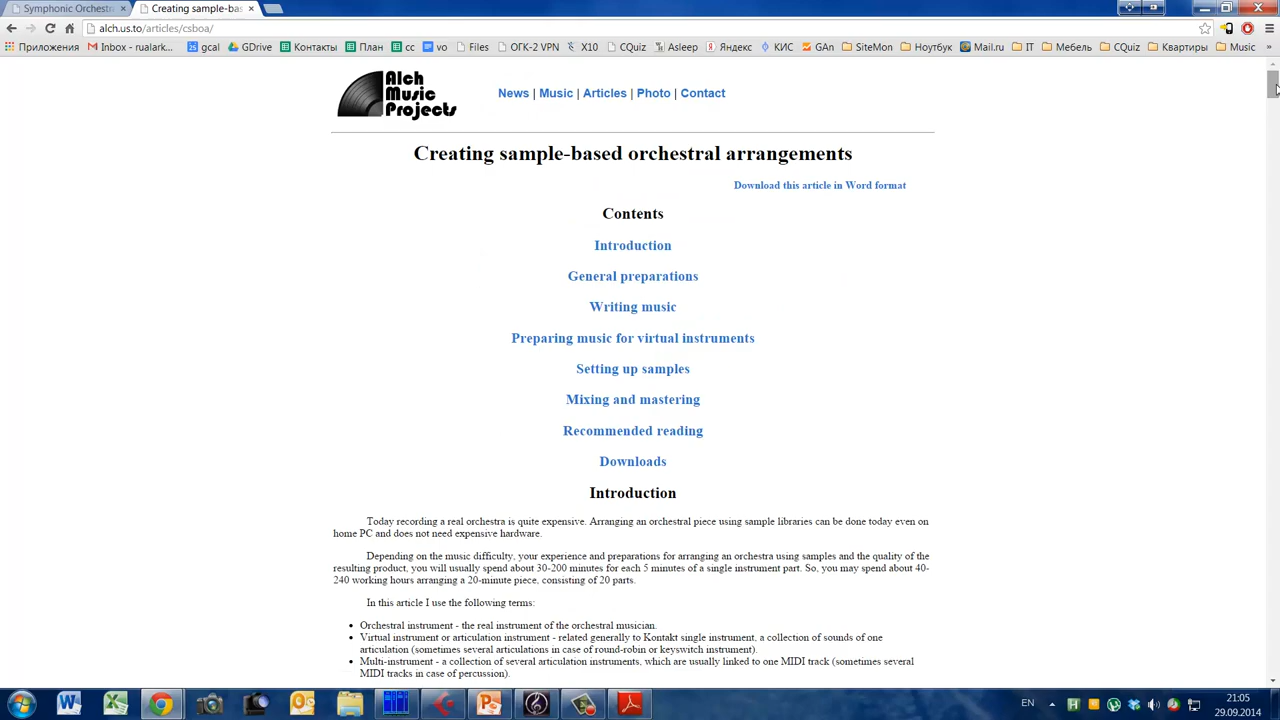 Symphonic Orchestr
Creating sample-bas
alch.us.to/articles/csboa/
Приложения
Inbox - rualark...
gcal
GDrive
Контакты
План
cc
vo
Files
ОГК-2 VPN
X10
CQuiz
Asleep
Яндекс
КИС
GAn
SiteMon
Ноутбук
Mail.ru
IT
Мебель
CQuiz
Квартиры
Music
»
Alch
Music
Projects
News | Music | Articles | Photo | Contact
Creating sample-based orchestral arrangements
Download this article in Word format
Contents
Introduction
General preparations
Writing music
Preparing music for virtual instruments
Setting up samples
Mixing and mastering
Recommended reading
Downloads
Introduction
Today recording a real orchestra is quite expensive. Arranging an orchestral piece using sample libraries can be done today even on
home PC and does not need expensive hardware.
Depending on the music difficulty, your experience and preparations for arranging an orchestra using samples and the quality of the
resulting product, you will usually spend about 30-200 minutes for each 5 minutes of a single instrument part. So, you may spend about 40-
240 working hours arranging a 20-minute piece, consisting of 20 parts.
In this article I use the following terms:
• Orchestral instrument - the real instrument of the orchestral musician.
• Virtual instrument or articulation instrument - related generally to Kontakt single instrument, a collection of sounds of one
articulation (sometimes several articulations in case of round-robin or keyswitch instrument).
• Multi-instrument - a collection of several articulation instruments, which are usually linked to one MIDI track (sometimes several
MIDI tracks in case of percussion).
EN
21:05
29.09.2014